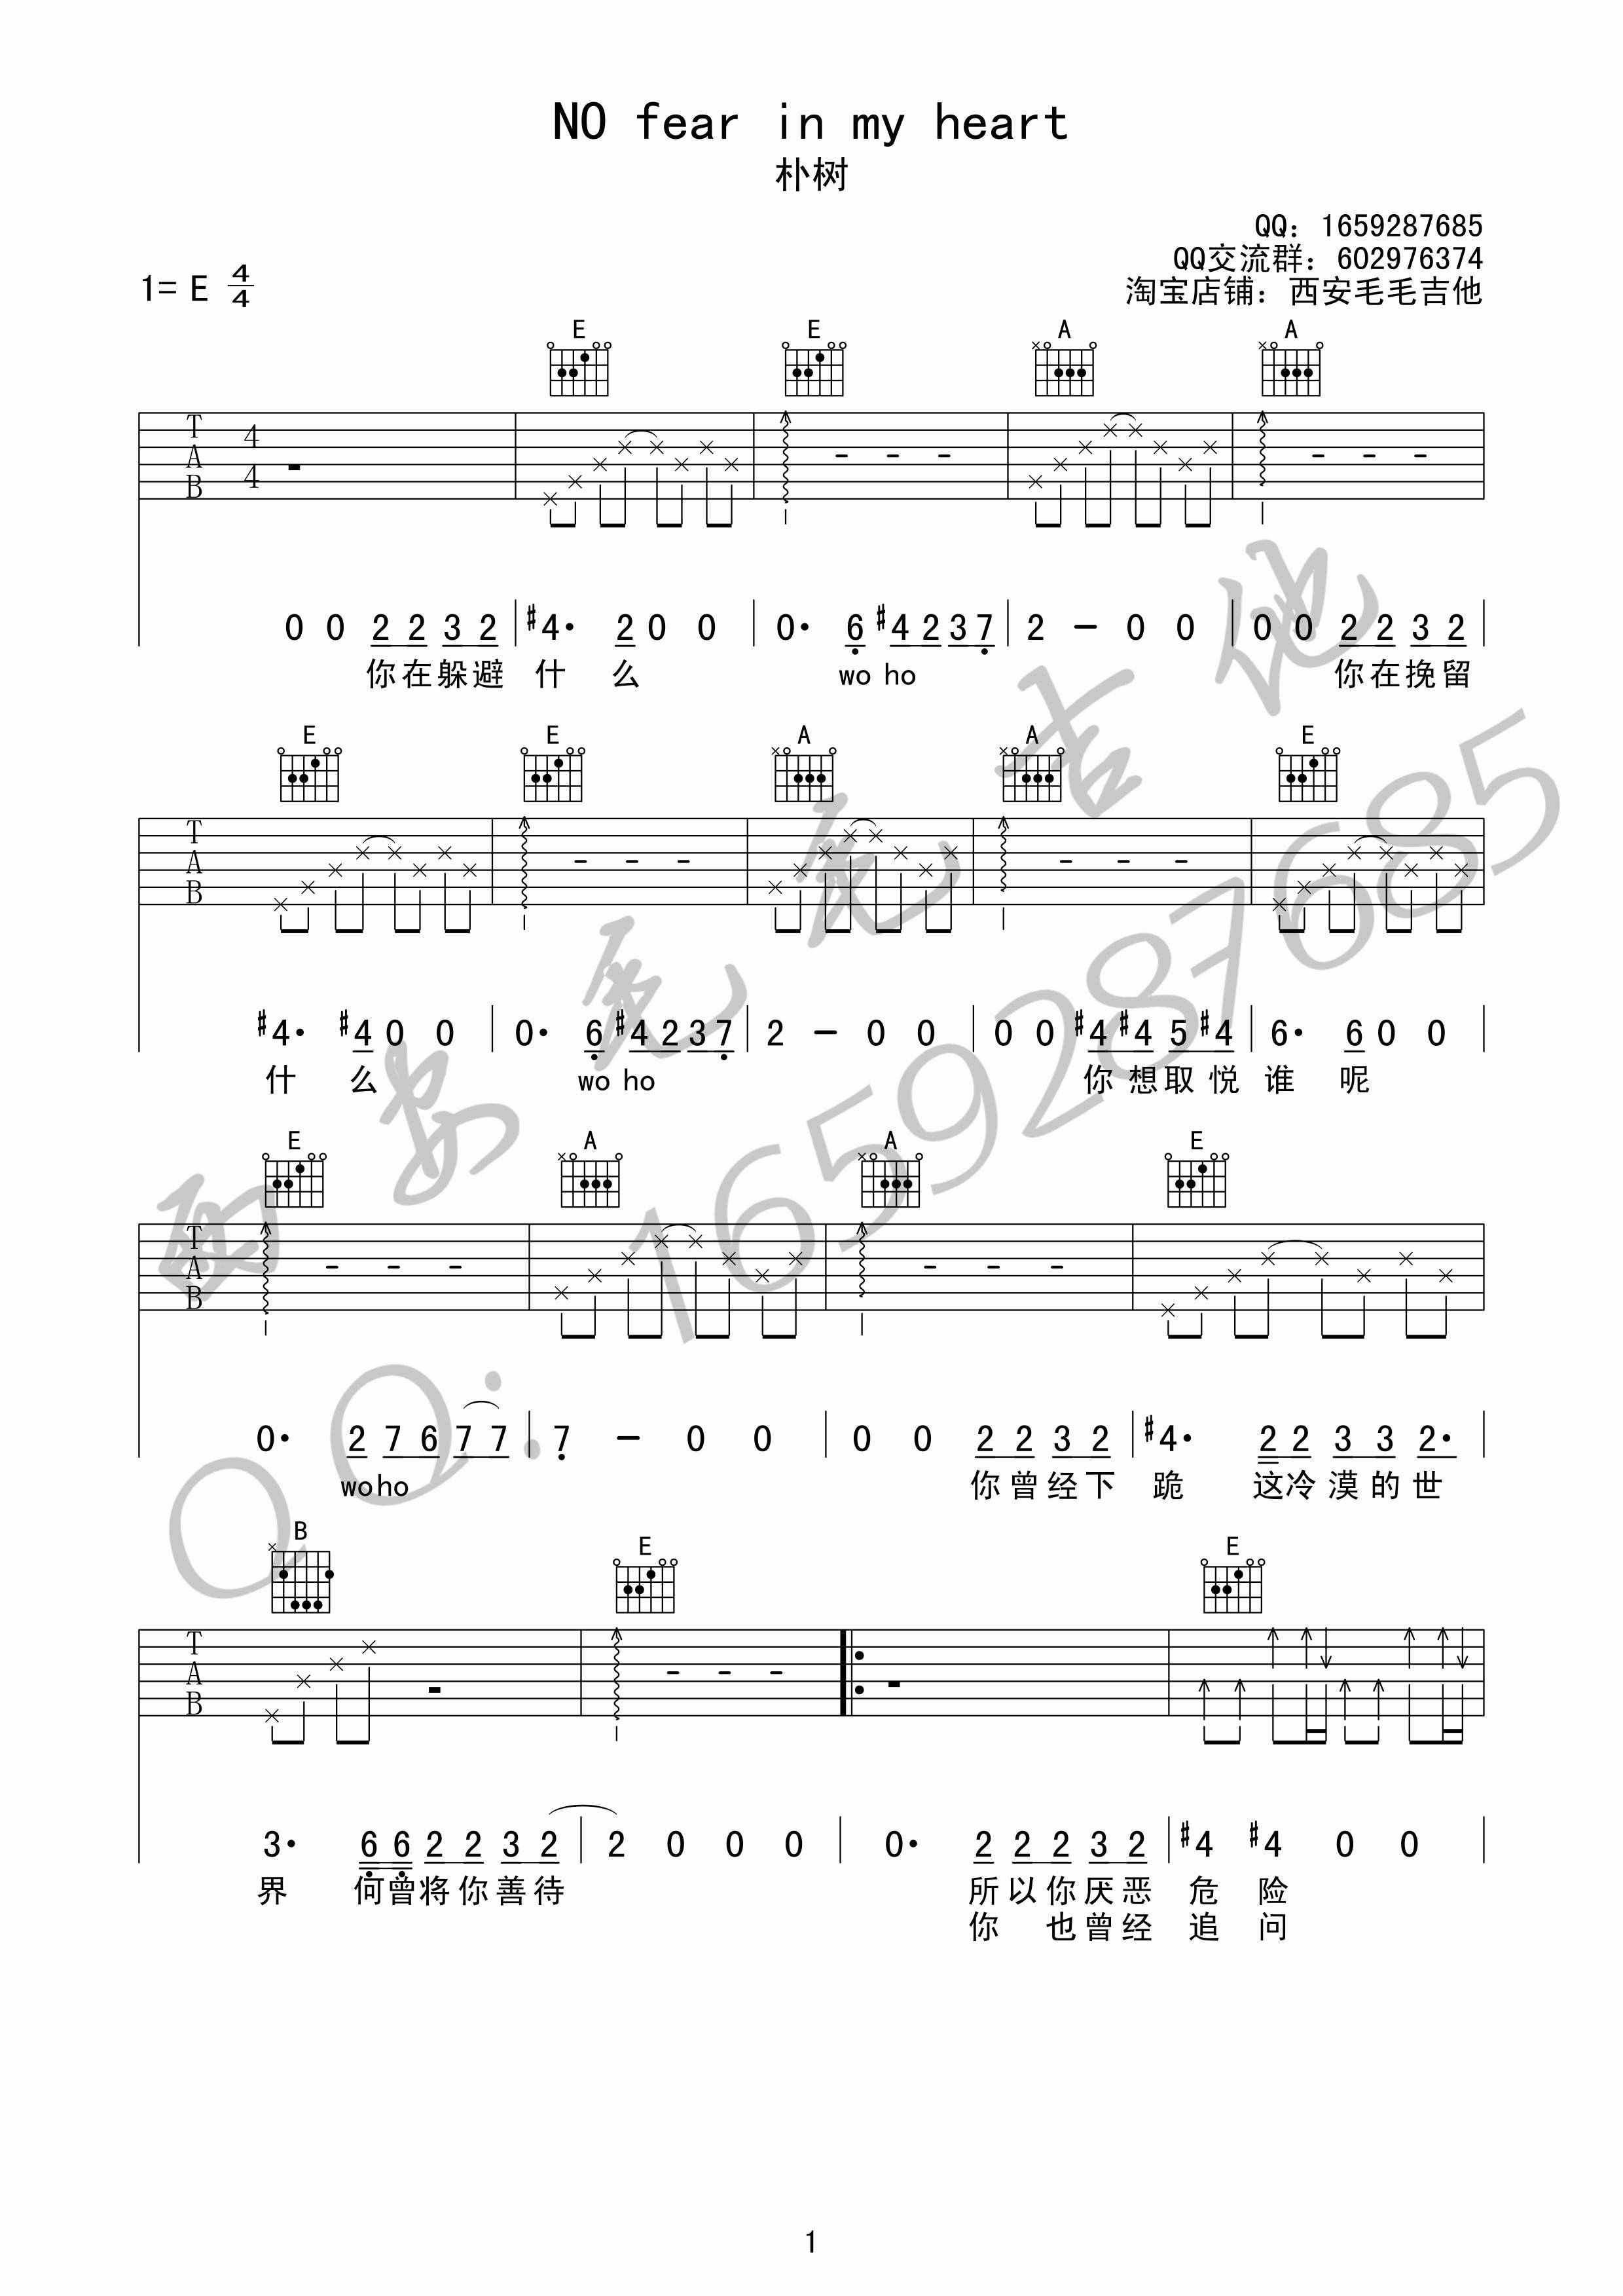 NO fear in my heart
朴树
QQ：1659287685
QQ交流群：602976374
淘宝店铺：西安毛毛吉他
1= E 4/4
E E A A
T A B 4 4
0 0 2 2 3 2 | #4· 2 0 0 | 0· 6 #4 2 3 7 | 2 - 0 0 | 0 0 2 2 3 2 |
你在躲避 什 么 wo ho 你在挽留
E E A A E
T A B
#4· #4 0 0 | 0· 6 #4 2 3 7 | 2 - 0 0 | 0 0 #4 #4 5 #4 | 6· 6 0 0 |
什 么 wo ho 你想取悦 谁 呢
E A A E
T A B
0· 2 7 6 7 7 | 7 - 0 0 | 0 0 2 2 3 2 | #4· 2 2 3 3 2· |
woho 你曾经下 跪 这冷漠的世
B E E
T A B
3· 6 6 2 2 3 2 | 2 0 0 0 | 0· 2 2 2 3 2 | #4 #4 0 0 |
界 何曾将你善待 所以你厌恶 危 险
你 也曾经 追 问
西安毛毛吉他
QQ：1659287685
1